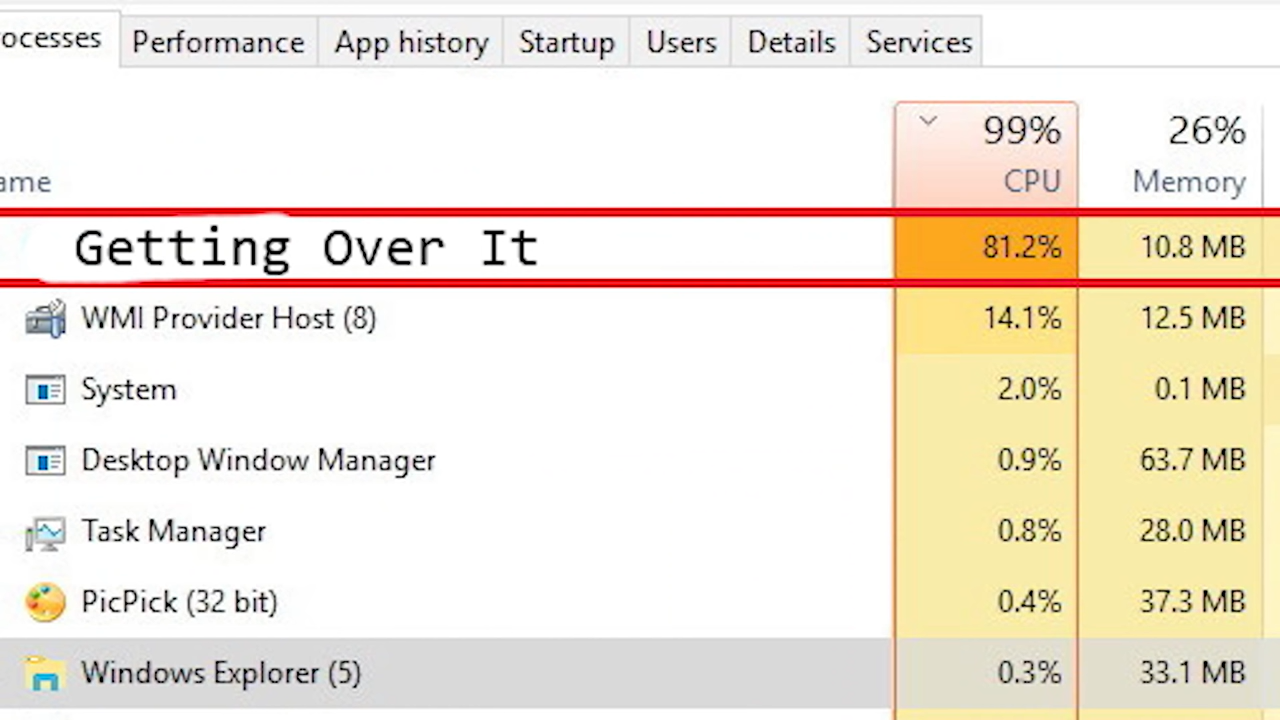 ocesses Performance App history Startup Users Details Services
99% 26%
ame CPU Memory
Getting Over It 81.2% 10.8 MB
WMI Provider Host (8) 14.1% 12.5 MB
System 2.0% 0.1 MB
Desktop Window Manager 0.9% 63.7 MB
Task Manager 0.8% 28.0 MB
PicPick (32 bit) 0.4% 37.3 MB
Windows Explorer (5) 0.3% 33.1 MB